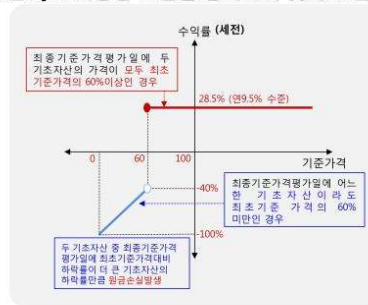 수익률 (세전)
최종기준가격평가일에 두
기초자산의 가격이 모두 최초
기준가격의 60%이상인 경우
28.5% (연9.5% 수준)
0
60
100
기준가격
-40%
최종기준가격평가일에 어느
한 기초자산이라도
최초기준 가격의 60%
미만인 경우
-100%
두 기초자산 중 최종기준가격
평가일에 최초기준가격대비
하락률이 더 큰 기초자산의
하락률만큼 원금손실발생